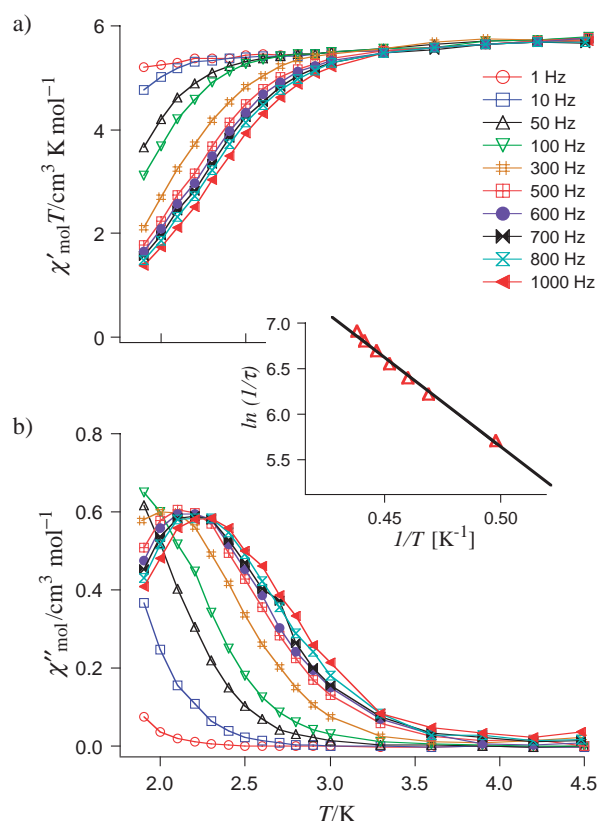 a)
6
4
2
0
χ′molT/cm³ K mol⁻¹
1 Hz
10 Hz
50 Hz
100 Hz
300 Hz
500 Hz
600 Hz
700 Hz
800 Hz
1000 Hz
7.0
6.5
6.0
5.5
ln (1/τ)
0.45 0.50
1/T [K⁻¹]
b)
0.8
0.6
0.4
0.2
0.0
χ″mol/cm³ mol⁻¹
2.0 2.5 3.0 3.5 4.0 4.5
T/K